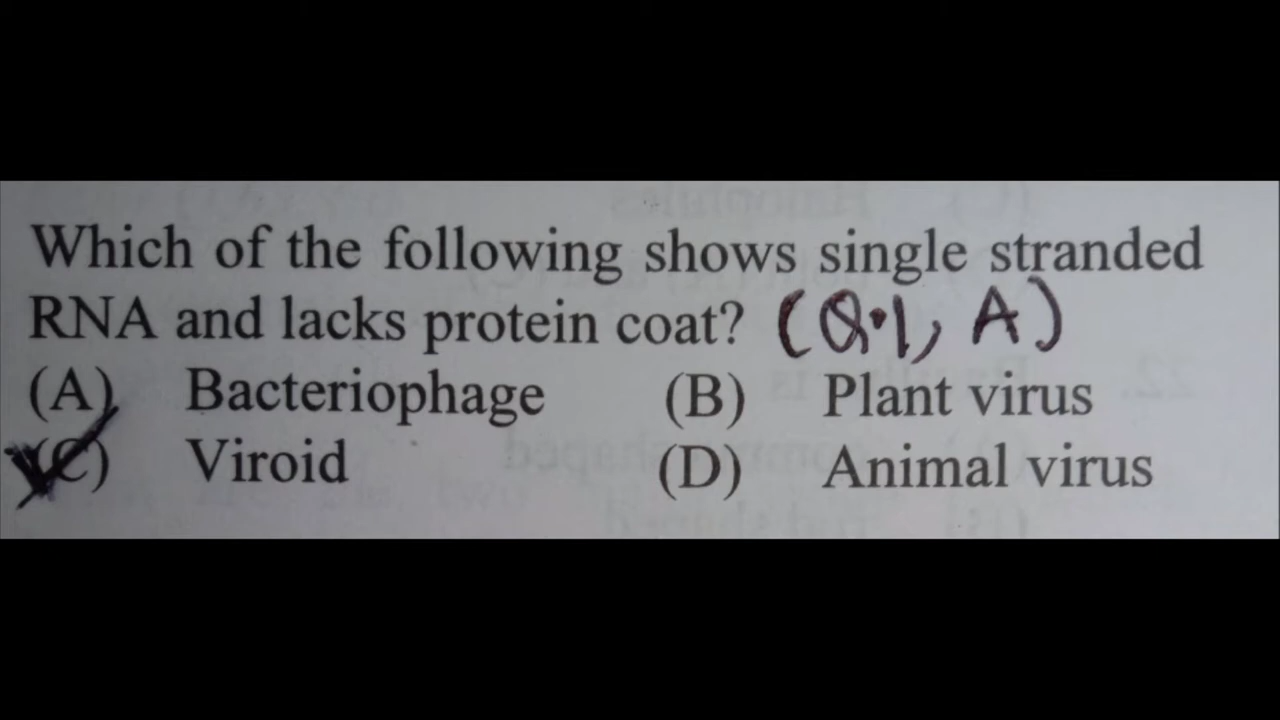 Which of the following shows single stranded
RNA and lacks protein coat? (Q.1, A)
(A) Bacteriophage (B) Plant virus
(C) Viroid (D) Animal virus